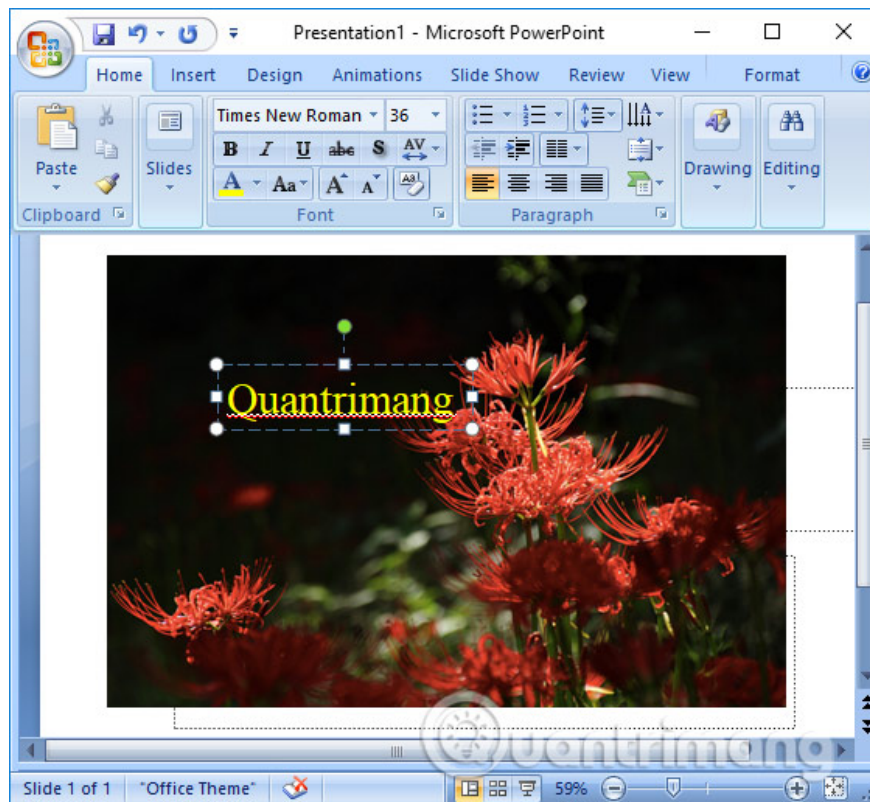 Presentation1 - Microsoft PowerPoint
Home Insert Design Animations Slide Show Review View Format
Times New Roman 36
B I U abc S AV
A Aa A A Aa
Paste Slides Drawing Editing
Clipboard Font Paragraph
Quantrimang
Quantrimang
Slide 1 of 1 "Office Theme" 59%